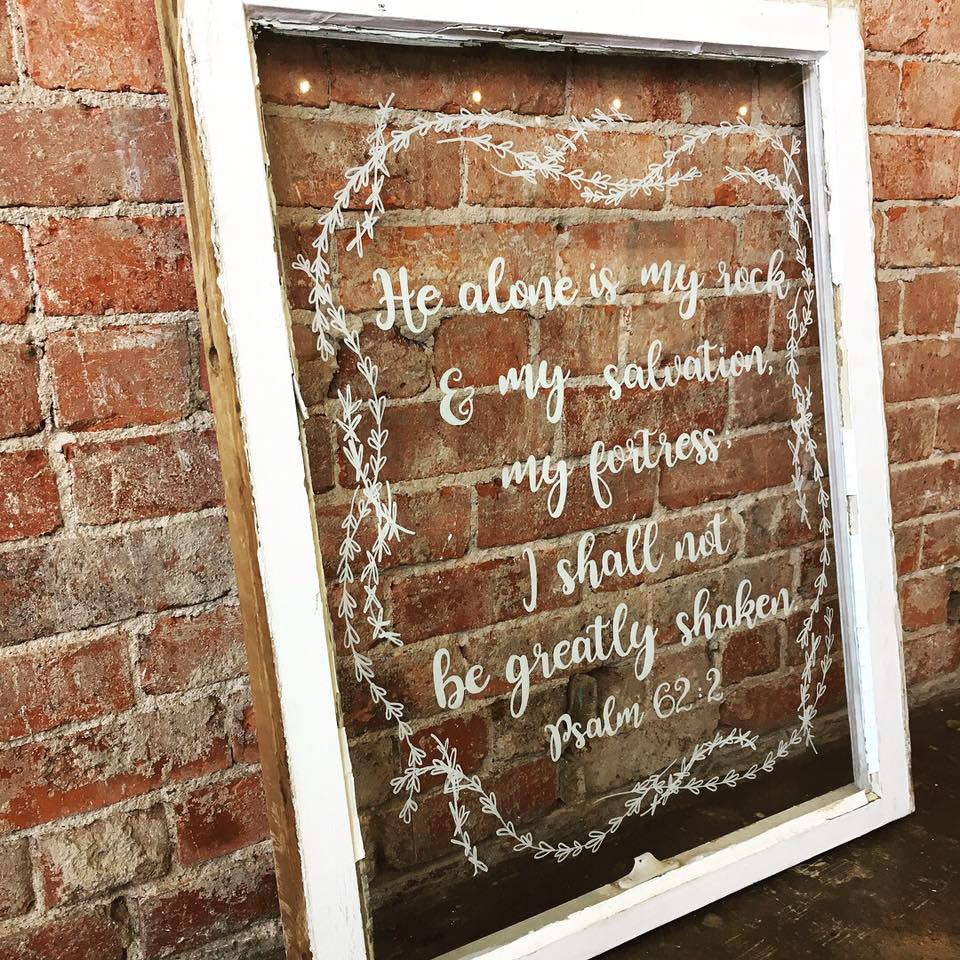 He alone is my rock
& my salvation,
my fortress,
I shall not
be greatly shaken
Psalm 62:2